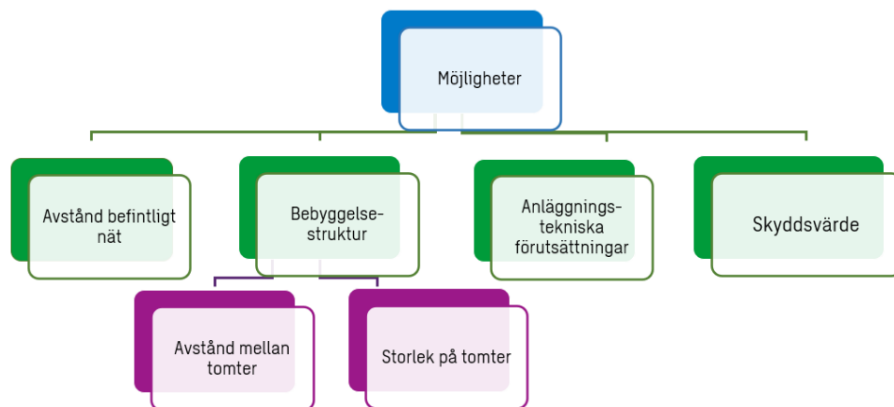 Möjligheter
Avstånd befintligt
nät
Bebyggelse-
struktur
Anläggnings-
tekniska
förutsättningar
Skyddsvärde
Avstånd mellan
tomter
Storlek på tomter